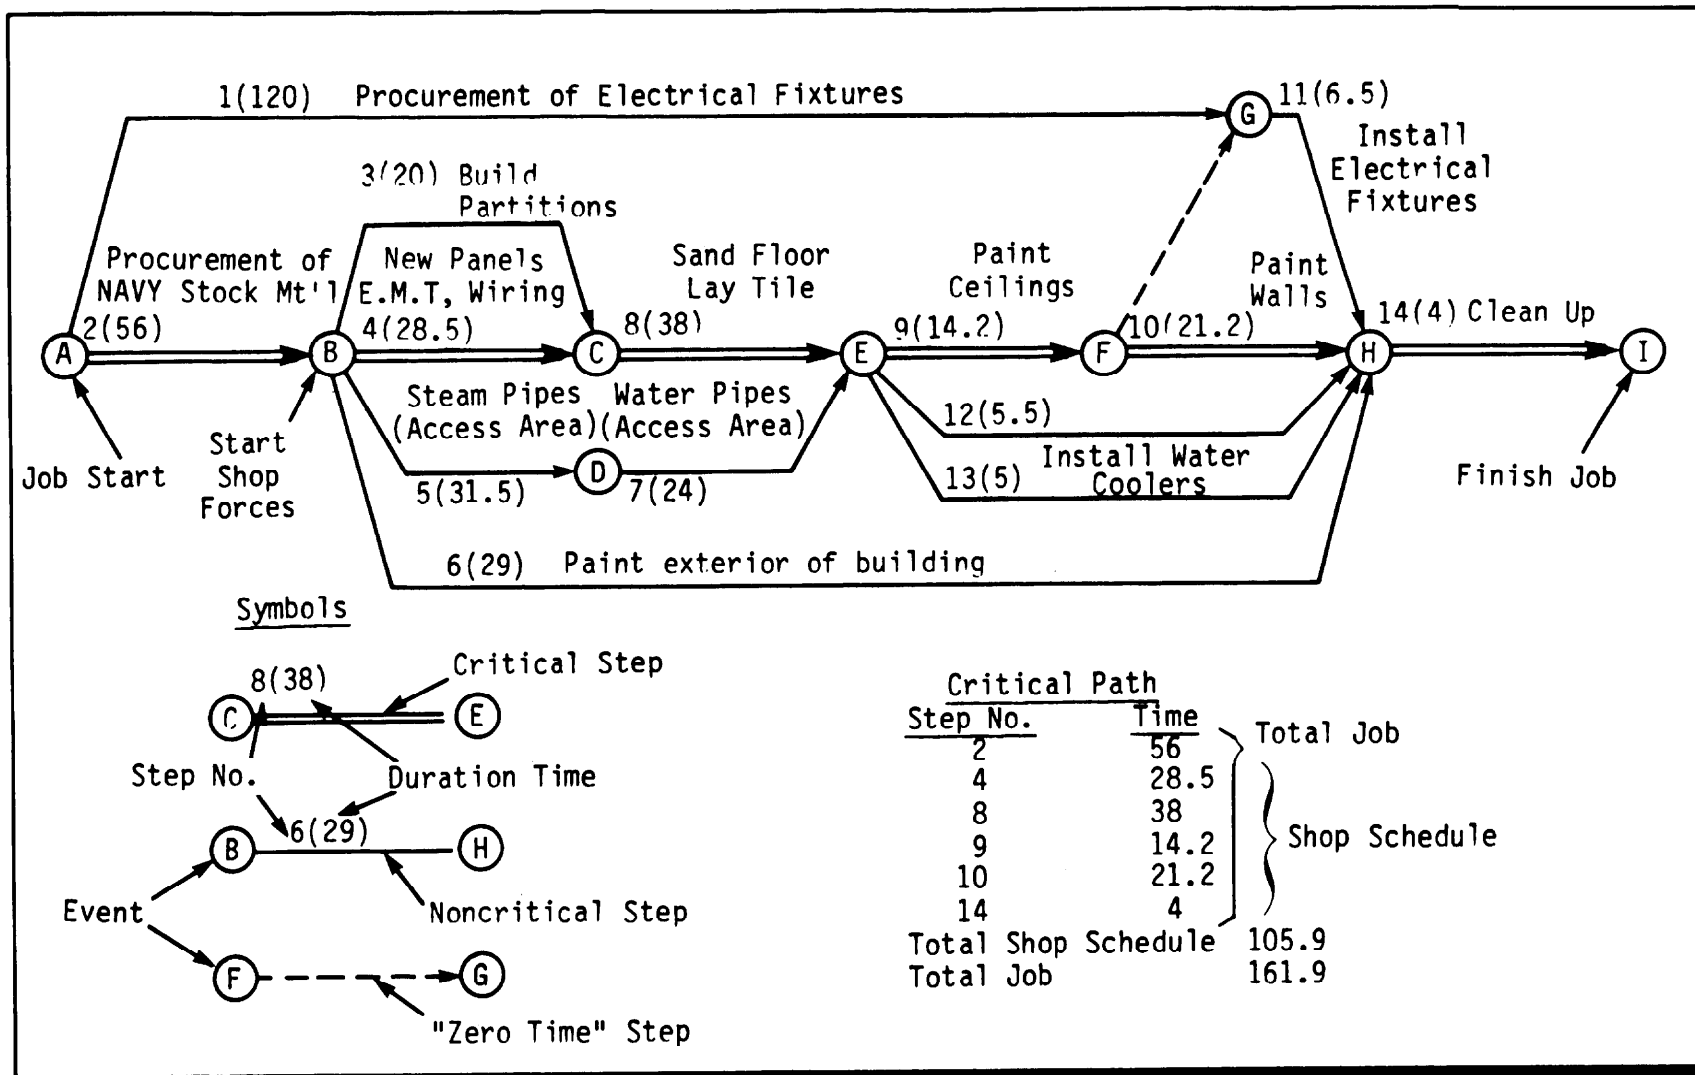 1(120) Procurement of Electrical Fixtures
G
11(6.5)
Install
Electrical
Fixtures
3(20) Build
Partitions
Procurement of
NAVY Stock Mt'l
2(56)
New Panels
E.M.T, Wiring
4(28.5)
Sand Floor
Lay Tile
8(38)
Paint
Ceilings
9(14.2)
Paint
Walls
10(21.2)
14(4) Clean Up
A
B
C
E
F
H
I
Steam Pipes
(Access Area)
Water Pipes
(Access Area)
D
5(31.5)
7(24)
12(5.5)
13(5)
Install Water
Coolers
Job Start
Start
Shop
Forces
Finish Job
6(29) Paint exterior of building
Symbols
8(38)
Critical Step
C
E
Step No.
Duration Time
6(29)
B
H
Event
Noncritical Step
F
G
"Zero Time" Step
Critical Path
Step No. Time
2 56
Total Job
4 28.5
8 38
9 14.2
Shop Schedule
10 21.2
14 4
Total Shop Schedule 105.9
Total Job 161.9